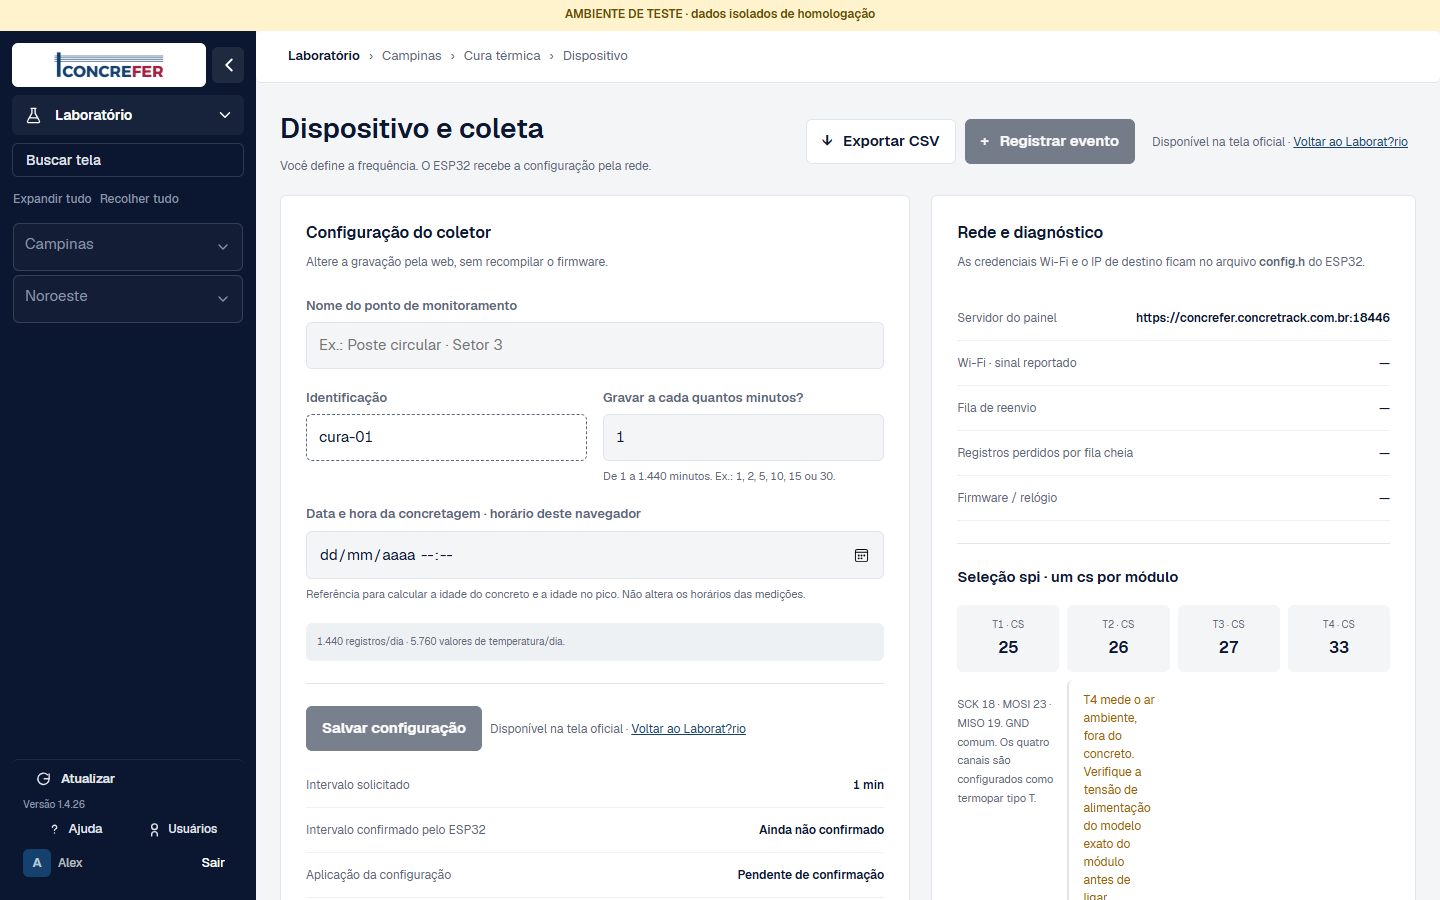 AMBIENTE DE TESTE · dados isolados de homologação
CONCREFER
Laboratório
Buscar tela
Expandir tudo Recolher tudo
Campinas
Noroeste
Atualizar
Versão 1.4.26
? Ajuda
Usuários
A Alex
Sair
Laboratório › Campinas › Cura térmica › Dispositivo
Dispositivo e coleta
Você define a frequência. O ESP32 recebe a configuração pela rede.
Exportar CSV
+ Registrar evento
Disponível na tela oficial · Voltar ao Laborat?rio
Configuração do coletor
Altere a gravação pela web, sem recompilar o firmware.
Nome do ponto de monitoramento
Ex.: Poste circular · Setor 3
Identificação
cura-01
Gravar a cada quantos minutos?
1
De 1 a 1.440 minutos. Ex.: 1, 2, 5, 10, 15 ou 30.
Data e hora da concretagem · horário deste navegador
dd/mm/aaaa --:--
Referência para calcular a idade do concreto e a idade no pico. Não altera os horários das medições.
1.440 registros/dia · 5.760 valores de temperatura/dia.
Salvar configuração
Disponível na tela oficial · Voltar ao Laborat?rio
Intervalo solicitado
1 min
Intervalo confirmado pelo ESP32
Ainda não confirmado
Aplicação da configuração
Pendente de confirmação
Rede e diagnóstico
As credenciais Wi-Fi e o IP de destino ficam no arquivo config.h do ESP32.
Servidor do painel
https://concrefer.concretrack.com.br:18446
Wi-Fi · sinal reportado
—
Fila de reenvio
—
Registros perdidos por fila cheia
—
Firmware / relógio
—
Seleção spi · um cs por módulo
T1 · CS
25
T2 · CS
26
T3 · CS
27
T4 · CS
33
SCK 18 · MOSI 23 ·
MISO 19. GND
comum. Os quatro
canais são
configurados como
termopar tipo T.
T4 mede o ar
ambiente,
fora do
concreto.
Verifique a
tensão de
alimentação
do modelo
exato do
módulo
antes de
ligar.